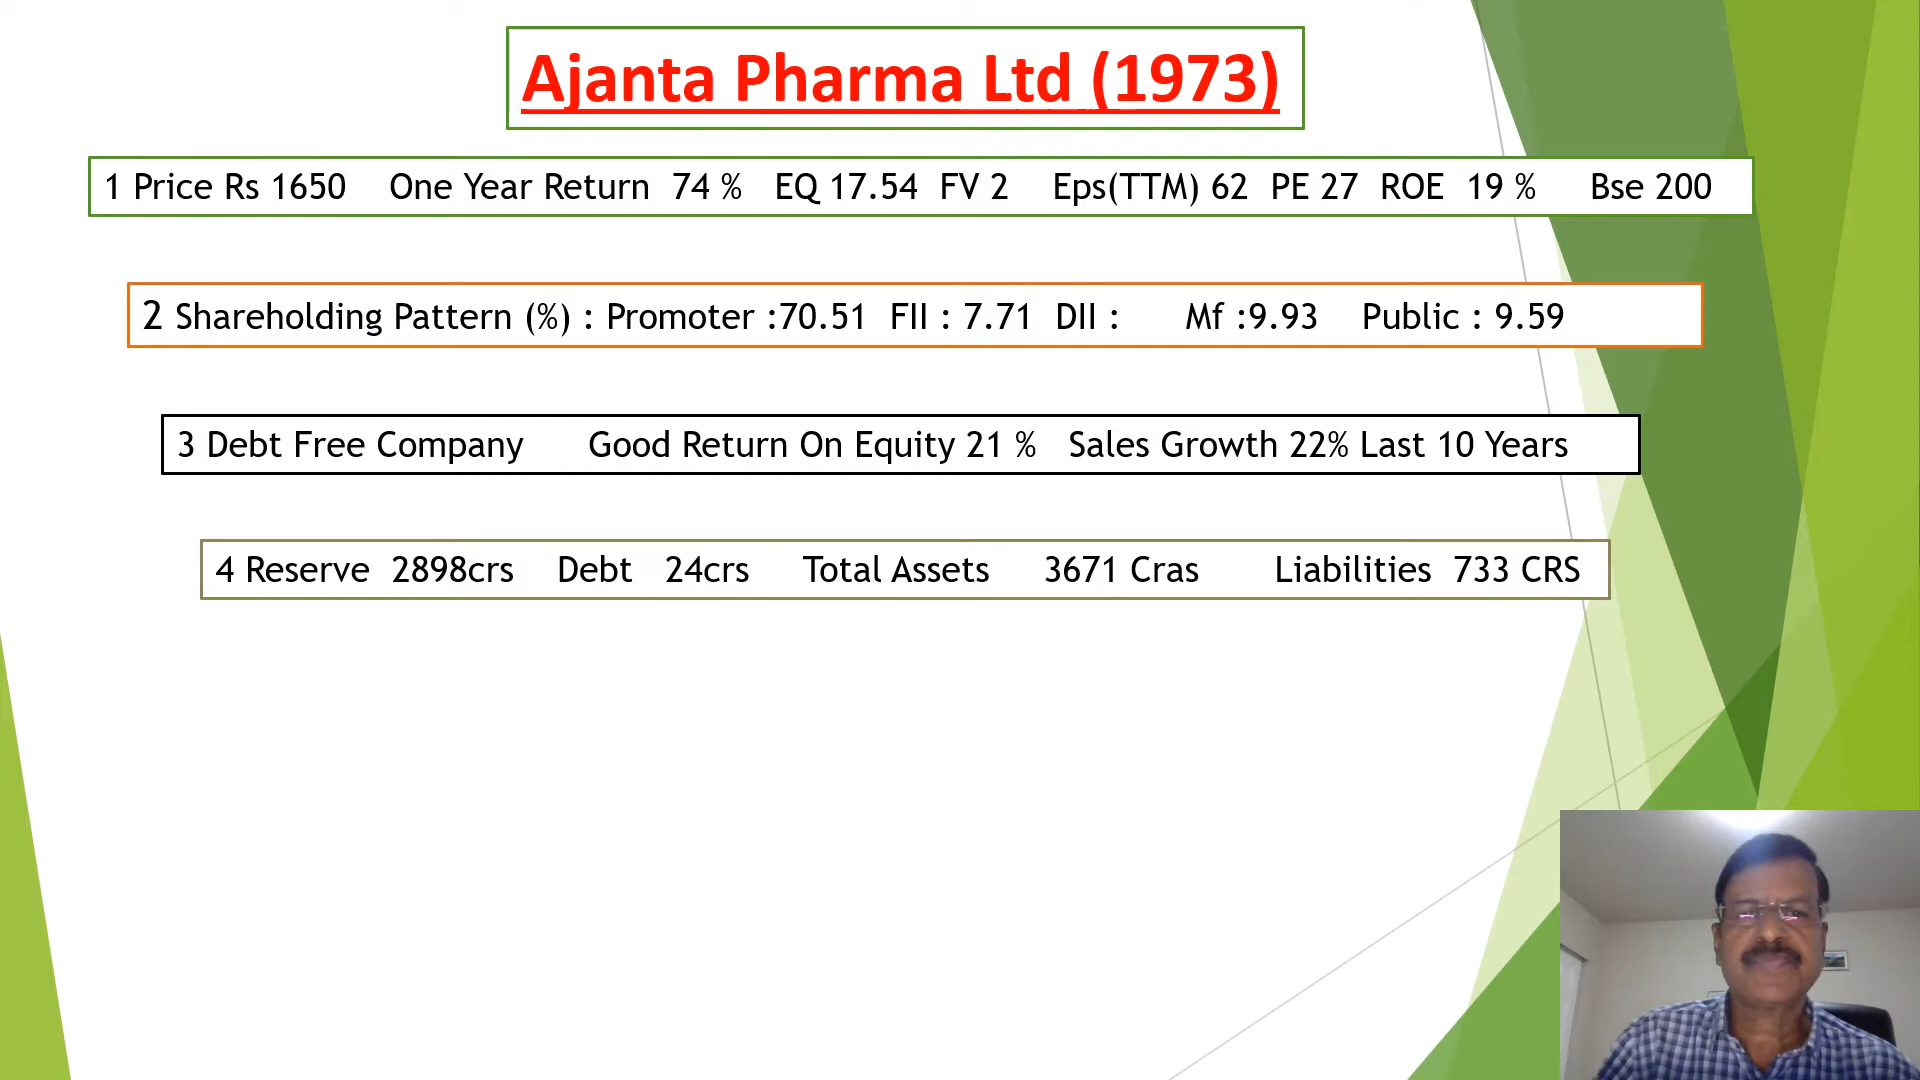 Ajanta Pharma Ltd (1973)
1 Price Rs 1650 One Year Return 74 % EQ 17.54 FV 2 Eps(TTM) 62 PE 27 ROE 19 % Bse 200
2 Shareholding Pattern (%) : Promoter :70.51 FII : 7.71 DII : Mf :9.93 Public : 9.59
3 Debt Free Company Good Return On Equity 21 % Sales Growth 22% Last 10 Years
4 Reserve 2898crs Debt 24crs Total Assets 3671 Cras Liabilities 733 CRS